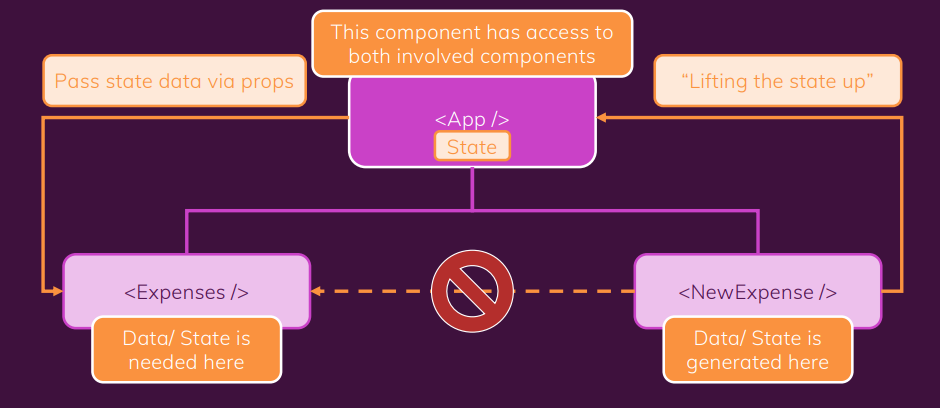 This component has access to
both involved components
Pass state data via props
“Lifting the state up”
<App />
State
<Expenses />
<NewExpense />
Data/ State is
needed here
Data/ State is
generated here